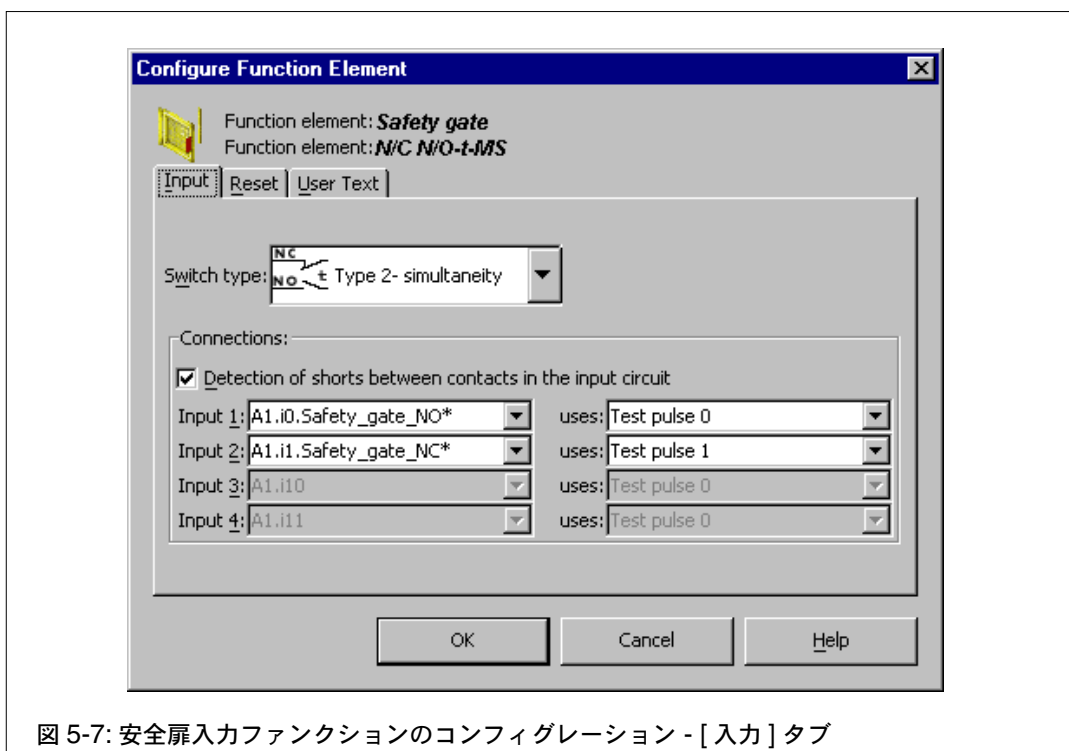 Configure Function Element
Function element: Safety gate
Function element: N/C N/O-t-MS
Input Reset User Text
Switch type: NC NO t Type 2- simultaneity
Connections:
Detection of shorts between contacts in the input circuit
Input 1: A1.i0.Safety_gate_NO* uses: Test pulse 0
Input 2: A1.i1.Safety_gate_NC* uses: Test pulse 1
Input 3: A1.i10 uses: Test pulse 0
Input 4: A1.i11 uses: Test pulse 0
OK Cancel Help
図 5-7: 安全扉入力ファンクションのコンフィグレーション - [ 入力 ] タブ